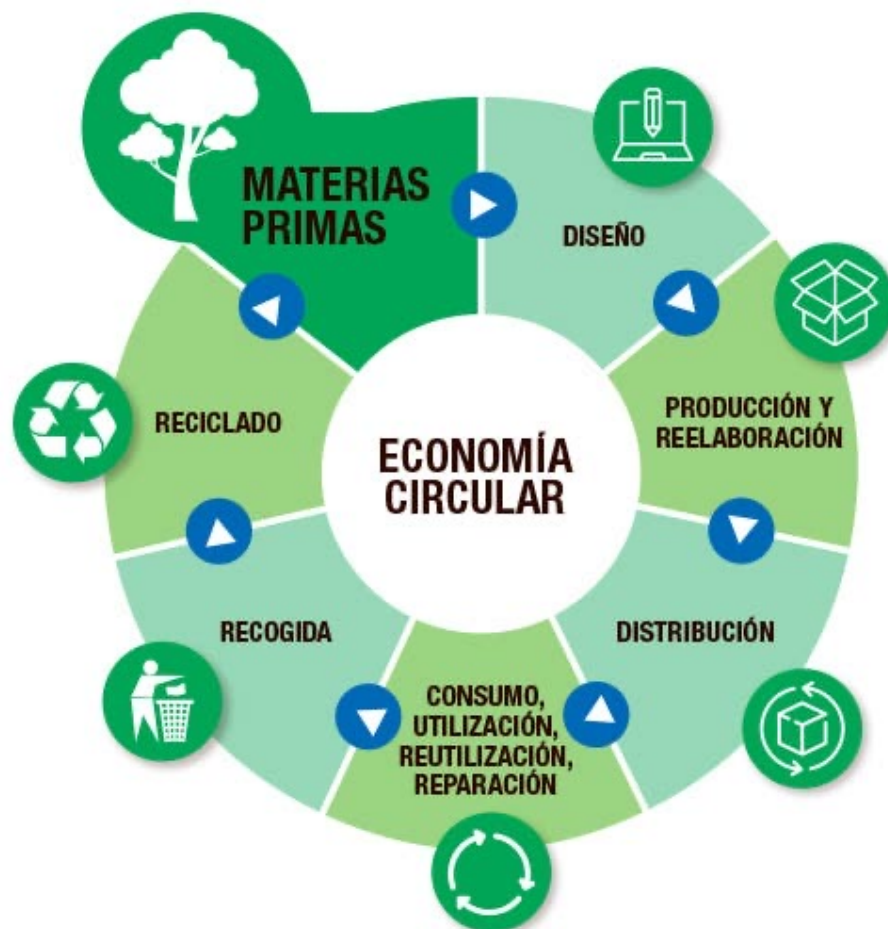 MATERIAS
PRIMAS
DISEÑO
PRODUCCIÓN Y
REELABORACIÓN
DISTRIBUCIÓN
CONSUMO,
UTILIZACIÓN,
REUTILIZACIÓN,
REPARACIÓN
RECOGIDA
RECICLADO
ECONOMÍA
CIRCULAR